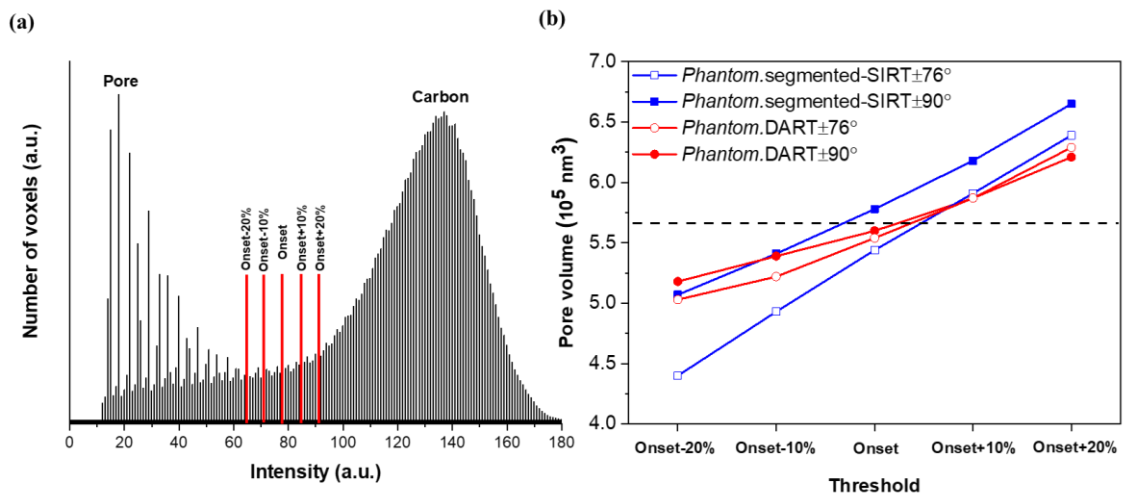 (a)
Pore
Carbon
Onset-20%
Onset-10%
Onset
Onset+10%
Onset+20%
Number of voxels (a.u.)
0 20 40 60 80 100 120 140 160 180
Intensity (a.u.)
(b)
Phantom.segmented-SIRT±76°
Phantom.segmented-SIRT±90°
Phantom.DART±76°
Phantom.DART±90°
Pore volume (10⁵ nm³)
7.0
6.5
6.0
5.5
5.0
4.5
4.0
Onset-20% Onset-10% Onset Onset+10% Onset+20%
Threshold